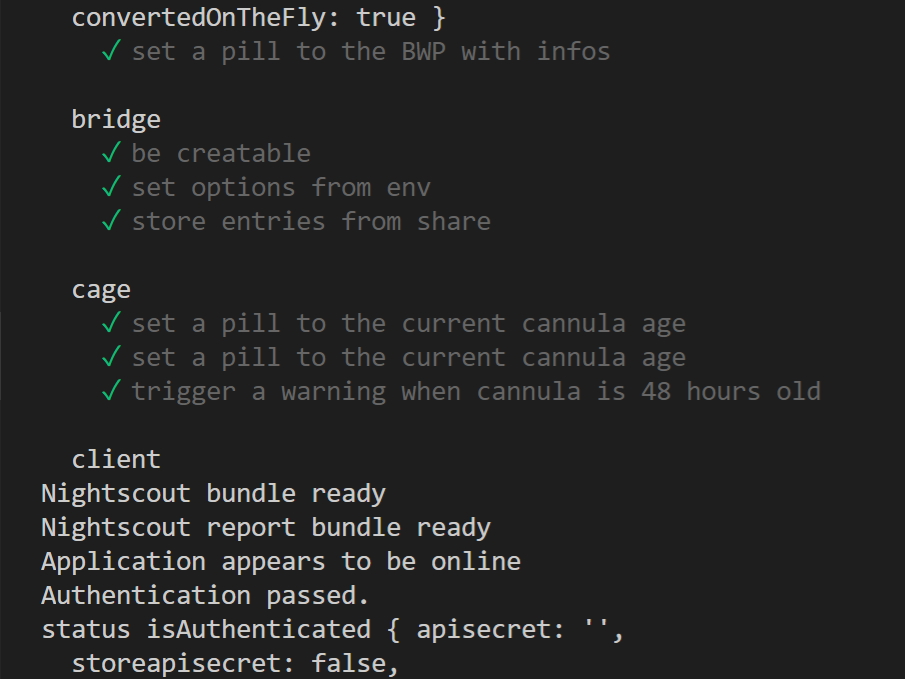 convertedOnTheFly: true }
✓ set a pill to the BWP with infos
bridge
✓ be creatable
✓ set options from env
✓ store entries from share
cage
✓ set a pill to the current cannula age
✓ set a pill to the current cannula age
✓ trigger a warning when cannula is 48 hours old
client
Nightscout bundle ready
Nightscout report bundle ready
Application appears to be online
Authentication passed.
status isAuthenticated { apisecret: '',
storeapisecret: false,